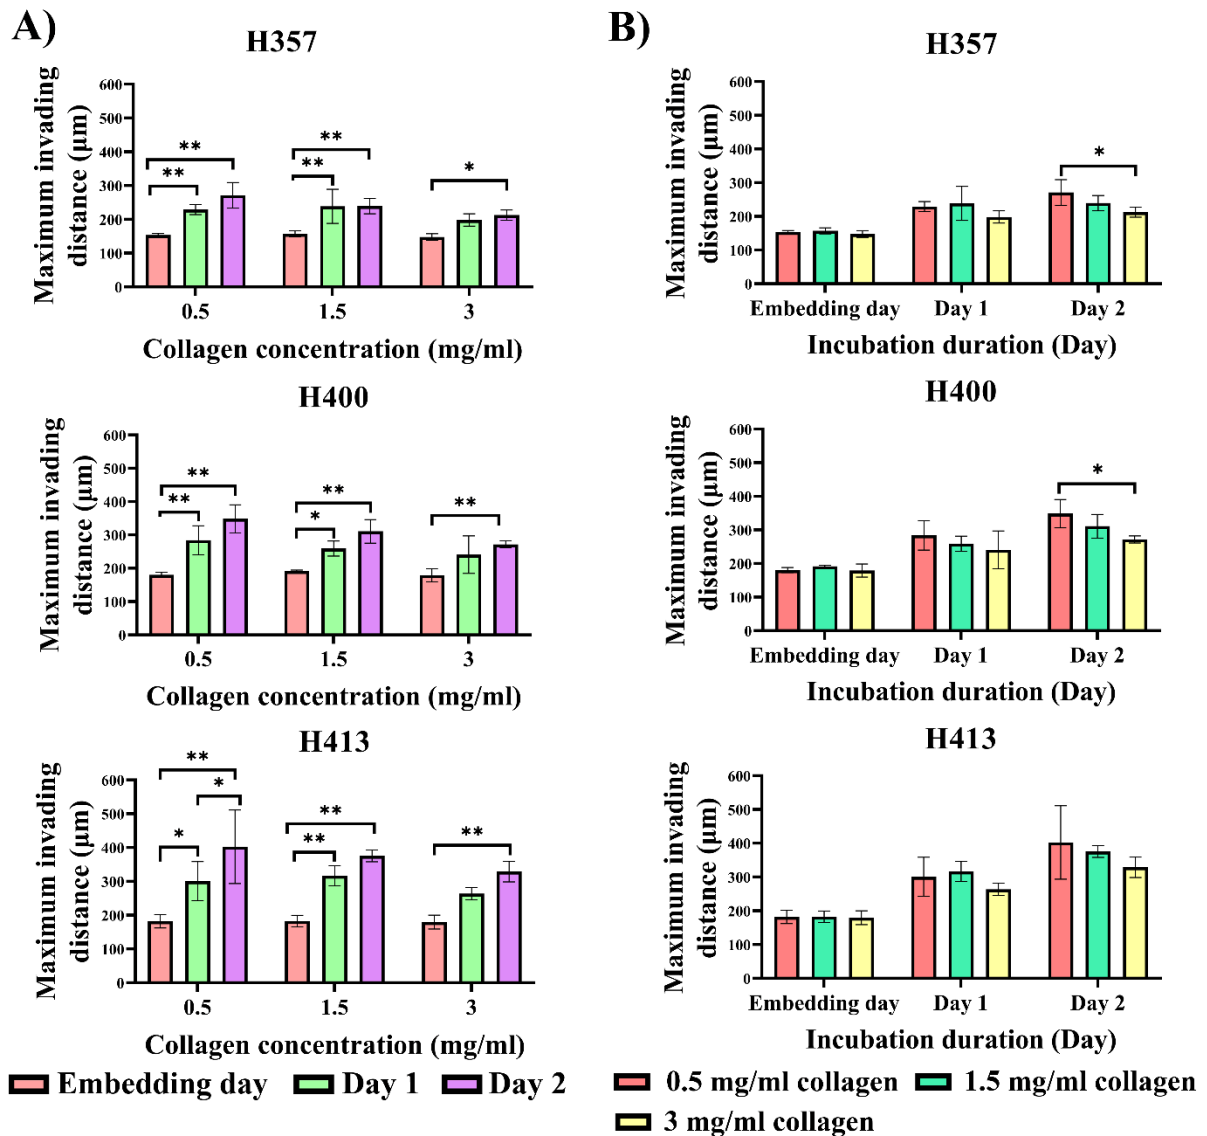 A)
H357
Maximum invading
distance (µm)
600
500
400
300
200
100
0
** ** ** ** *
0.5 1.5 3
Collagen concentration (mg/ml)
H400
Maximum invading
distance (µm)
600
500
400
300
200
100
0
** ** ** * **
0.5 1.5 3
Collagen concentration (mg/ml)
H413
Maximum invading
distance (µm)
600
500
400
300
200
100
0
** * * ** ** **
0.5 1.5 3
Collagen concentration (mg/ml)
Embedding day Day 1 Day 2
B)
H357
Maximum invading
distance (µm)
600
500
400
300
200
100
0
*
Embedding day Day 1 Day 2
Incubation duration (Day)
H400
Maximum invading
distance (µm)
600
500
400
300
200
100
0
*
Embedding day Day 1 Day 2
Incubation duration (Day)
H413
Maximum invading
distance (µm)
600
500
400
300
200
100
0
Embedding day Day 1 Day 2
Incubation duration (Day)
0.5 mg/ml collagen 1.5 mg/ml collagen
3 mg/ml collagen